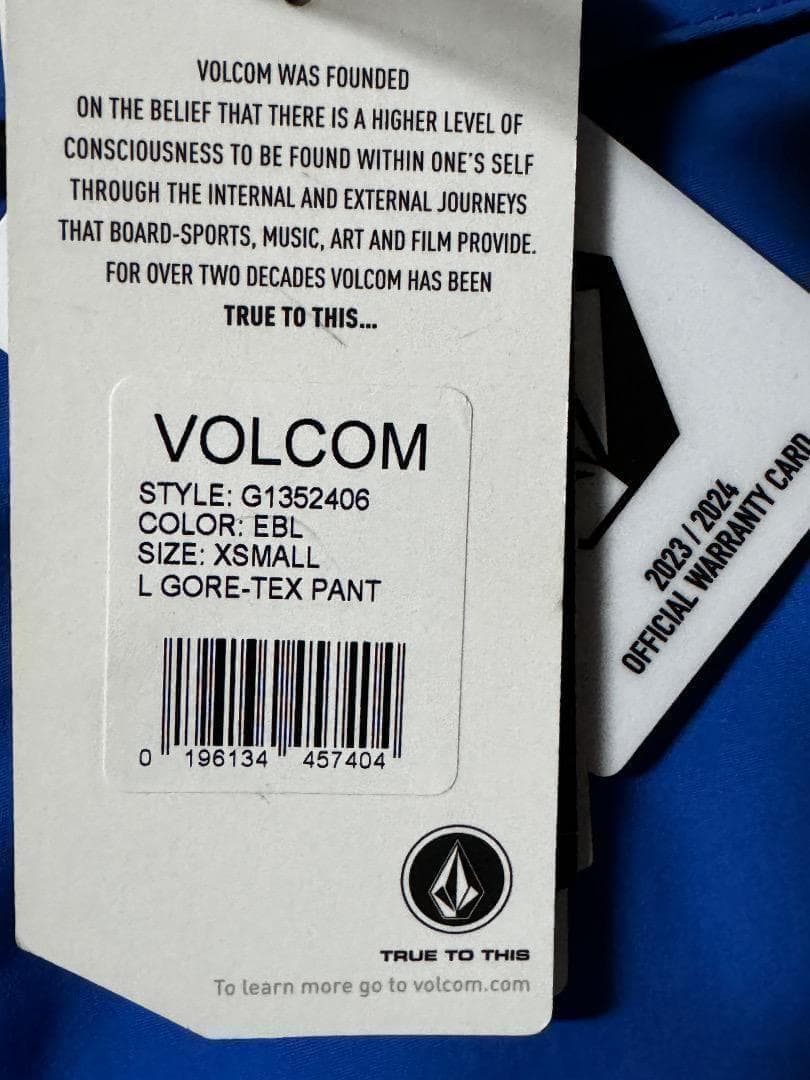 VOLCOM WAS FOUNDED
ON THE BELIEF THAT THERE IS A HIGHER LEVEL OF
CONSCIOUSNESS TO BE FOUND WITHIN ONE'S SELF
THROUGH THE INTERNAL AND EXTERNAL JOURNEYS
THAT BOARD-SPORTS, MUSIC, ART AND FILM PROVIDE.
FOR OVER TWO DECADES VOLCOM HAS BEEN
TRUE TO THIS...
VOLCOM
STYLE: G1352406
COLOR: EBL
SIZE: XSMALL
L GORE-TEX PANT
0 196134 457404
TRUE TO THIS
To learn more go to volcom.com
2023 / 2024
OFFICIAL WARRANTY CARD